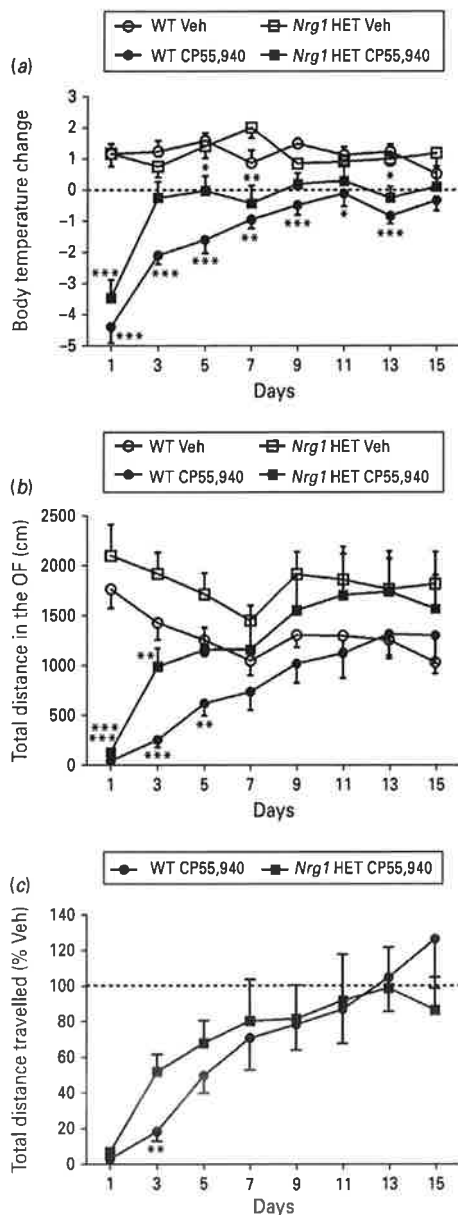 (a)
WT Veh Nrg1 HET Veh
WT CP55,940 Nrg1 HET CP55,940
Body temperature change
3
2
1
0
−1
−2
−3
−4
−5
*** *** *** * *** ** ** *** * * ***
1 3 5 7 9 11 13 15
Days
(b)
WT Veh Nrg1 HET Veh
WT CP55,940 Nrg1 HET CP55,940
Total distance in the OF (cm)
2500
2000
1500
1000
500
0
*** *** ** *** **
1 3 5 7 9 11 13 15
Days
(c)
WT CP55,940 Nrg1 HET CP55,940
Total distance travelled (% Veh)
140
120
100
80
60
40
20
0
**
1 3 5 7 9 11 13 15
Days